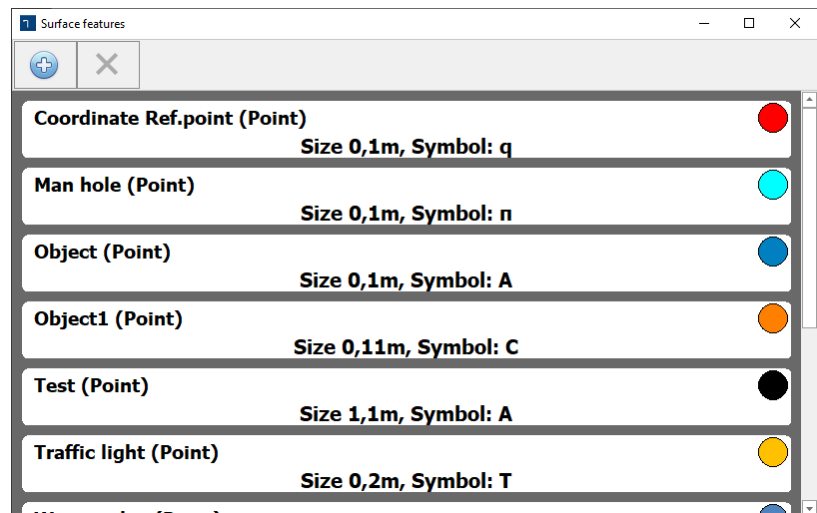 Surface features
Coordinate Ref.point (Point)
Size 0,1m, Symbol: q
Man hole (Point)
Size 0,1m, Symbol: п
Object (Point)
Size 0,1m, Symbol: A
Object1 (Point)
Size 0,11m, Symbol: C
Test (Point)
Size 1,1m, Symbol: A
Traffic light (Point)
Size 0,2m, Symbol: T